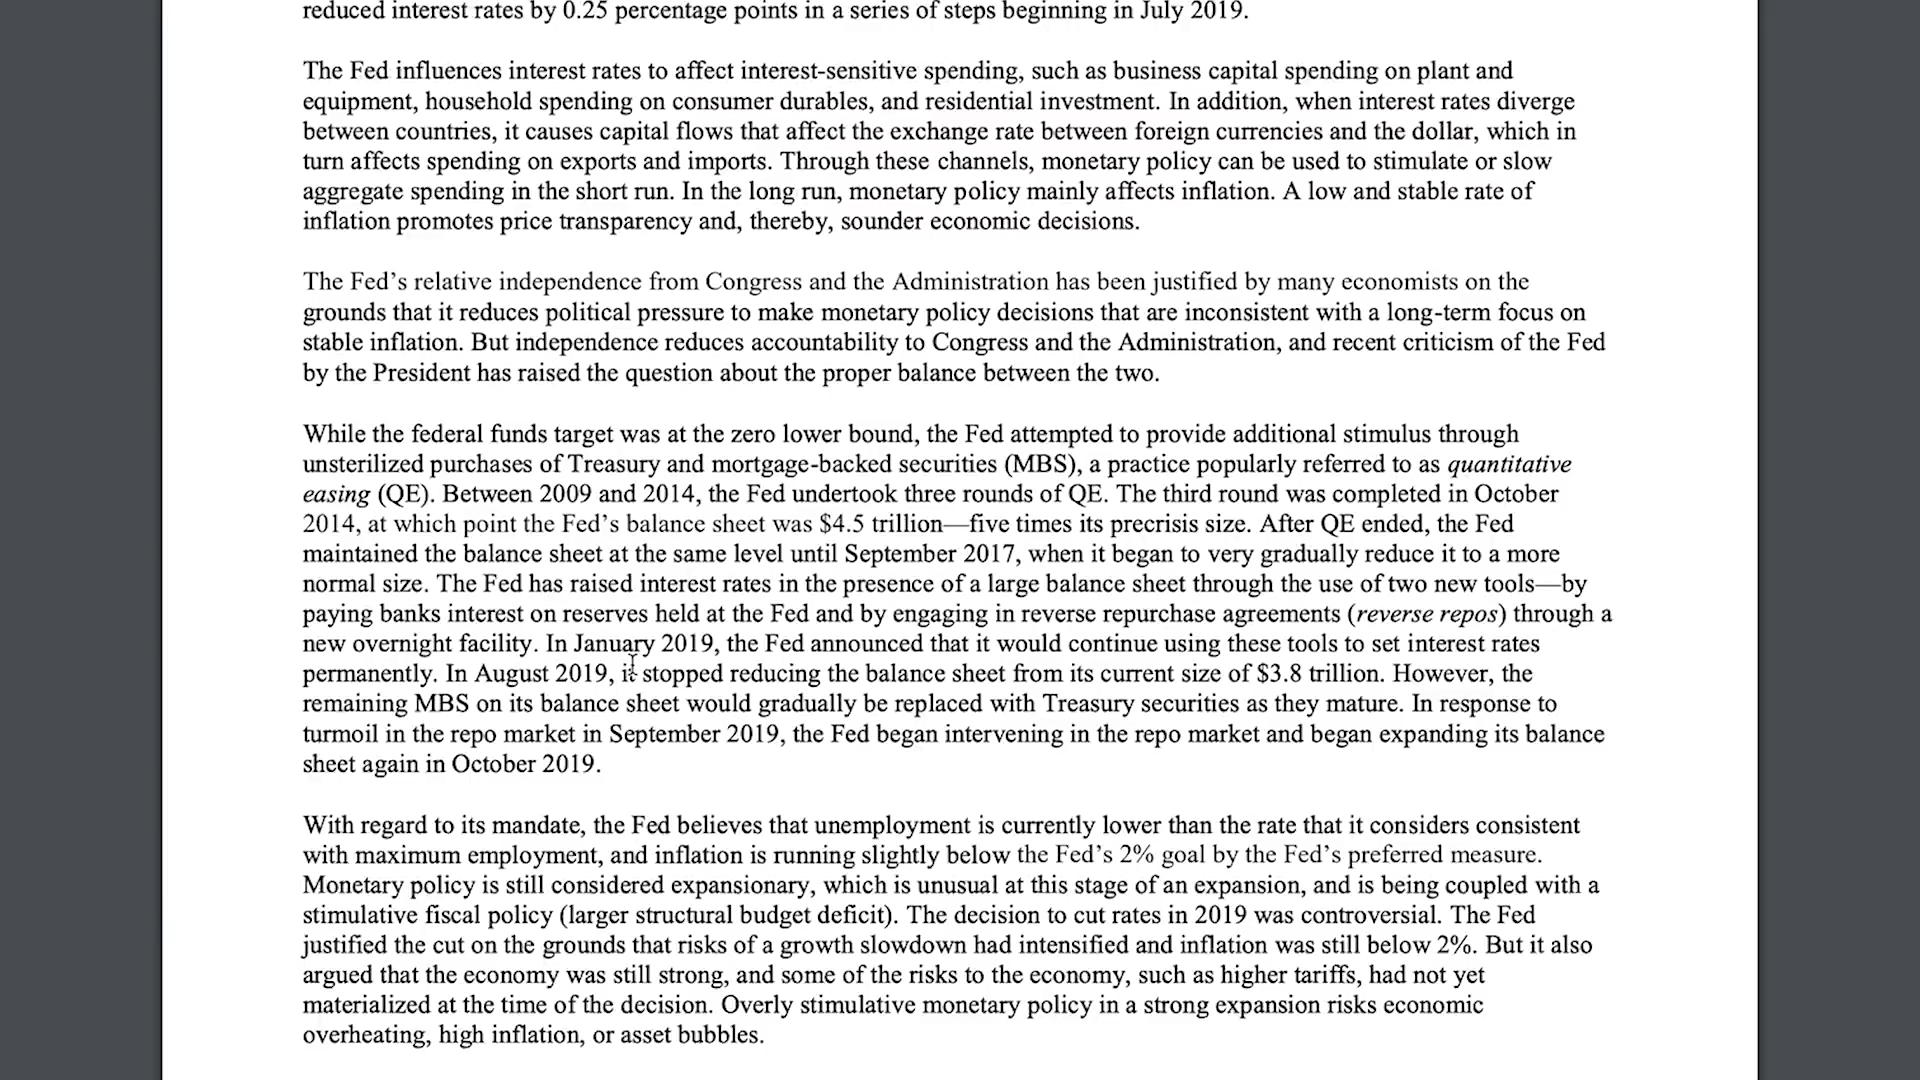 reduced interest rates by 0.25 percentage points in a series of steps beginning in July 2019.
The Fed influences interest rates to affect interest-sensitive spending, such as business capital spending on plant and
equipment, household spending on consumer durables, and residential investment. In addition, when interest rates diverge
between countries, it causes capital flows that affect the exchange rate between foreign currencies and the dollar, which in
turn affects spending on exports and imports. Through these channels, monetary policy can be used to stimulate or slow
aggregate spending in the short run. In the long run, monetary policy mainly affects inflation. A low and stable rate of
inflation promotes price transparency and, thereby, sounder economic decisions.
The Fed’s relative independence from Congress and the Administration has been justified by many economists on the
grounds that it reduces political pressure to make monetary policy decisions that are inconsistent with a long-term focus on
stable inflation. But independence reduces accountability to Congress and the Administration, and recent criticism of the Fed
by the President has raised the question about the proper balance between the two.
While the federal funds target was at the zero lower bound, the Fed attempted to provide additional stimulus through
unsterilized purchases of Treasury and mortgage-backed securities (MBS), a practice popularly referred to as quantitative
easing (QE). Between 2009 and 2014, the Fed undertook three rounds of QE. The third round was completed in October
2014, at which point the Fed’s balance sheet was $4.5 trillion—five times its precrisis size. After QE ended, the Fed
maintained the balance sheet at the same level until September 2017, when it began to very gradually reduce it to a more
normal size. The Fed has raised interest rates in the presence of a large balance sheet through the use of two new tools—by
paying banks interest on reserves held at the Fed and by engaging in reverse repurchase agreements (reverse repos) through a
new overnight facility. In January 2019, the Fed announced that it would continue using these tools to set interest rates
permanently. In August 2019, it stopped reducing the balance sheet from its current size of $3.8 trillion. However, the
remaining MBS on its balance sheet would gradually be replaced with Treasury securities as they mature. In response to
turmoil in the repo market in September 2019, the Fed began intervening in the repo market and began expanding its balance
sheet again in October 2019.
With regard to its mandate, the Fed believes that unemployment is currently lower than the rate that it considers consistent
with maximum employment, and inflation is running slightly below the Fed’s 2% goal by the Fed’s preferred measure.
Monetary policy is still considered expansionary, which is unusual at this stage of an expansion, and is being coupled with a
stimulative fiscal policy (larger structural budget deficit). The decision to cut rates in 2019 was controversial. The Fed
justified the cut on the grounds that risks of a growth slowdown had intensified and inflation was still below 2%. But it also
argued that the economy was still strong, and some of the risks to the economy, such as higher tariffs, had not yet
materialized at the time of the decision. Overly stimulative monetary policy in a strong expansion risks economic
overheating, high inflation, or asset bubbles.